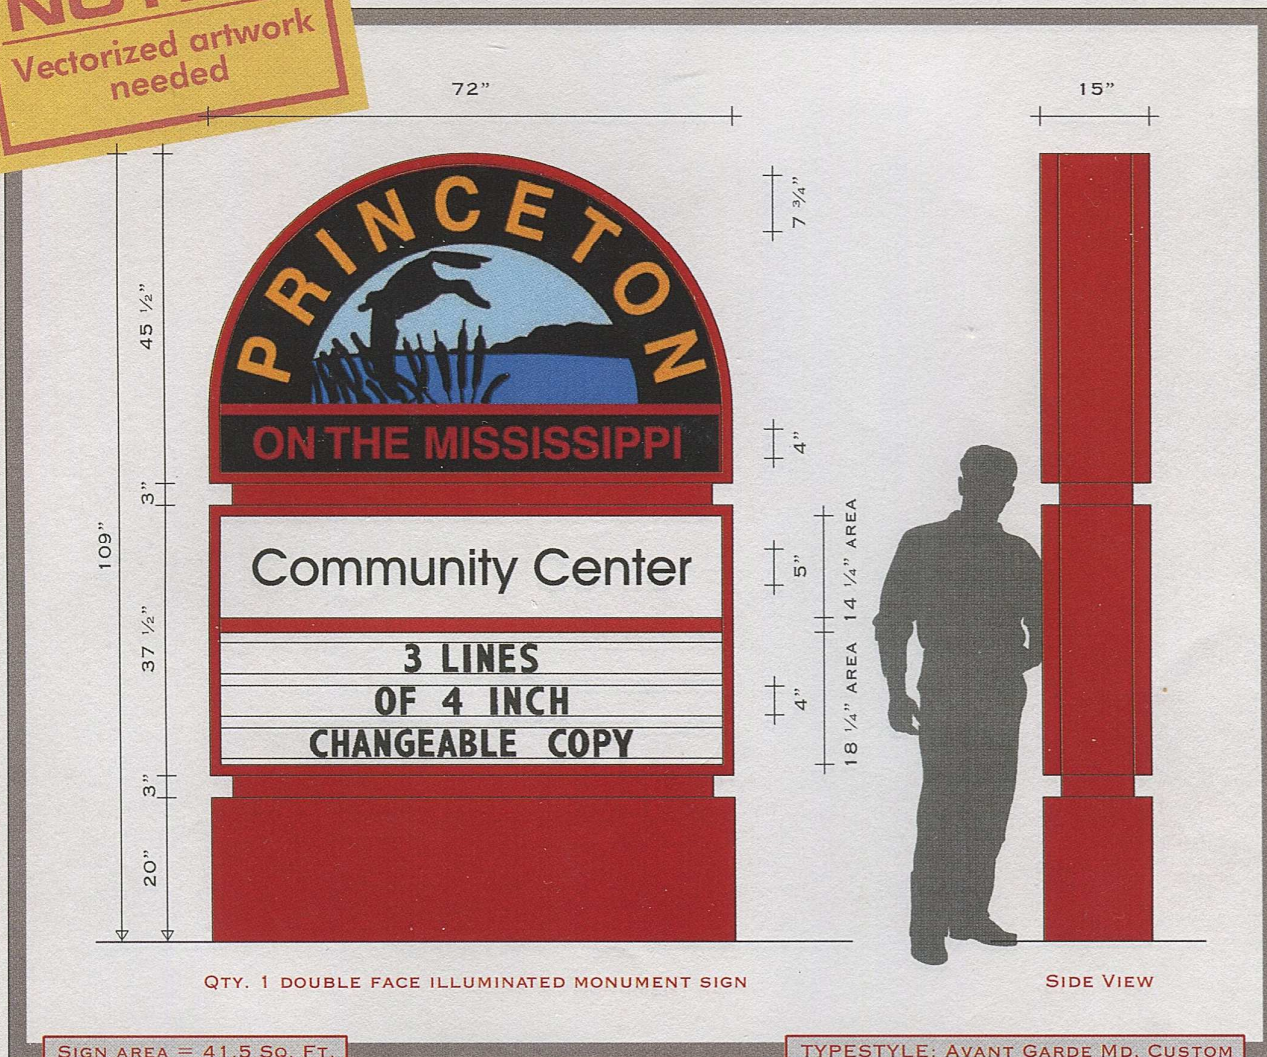 Vectorized artwork
needed
72”
15”
7 ¾”
45 ½”
PRINCETON
ON THE MISSISSIPPI
4”
3”
109”
Community Center
5”
14 ¼” AREA
37 ½”
3 LINES
OF 4 INCH
CHANGEABLE COPY
4”
18 ¼” AREA
3”
20”
QTY. 1 DOUBLE FACE ILLUMINATED MONUMENT SIGN
SIDE VIEW
SIGN AREA = 41.5 SQ. FT.
TYPESTYLE: AVANT GARDE MD, CUSTOM